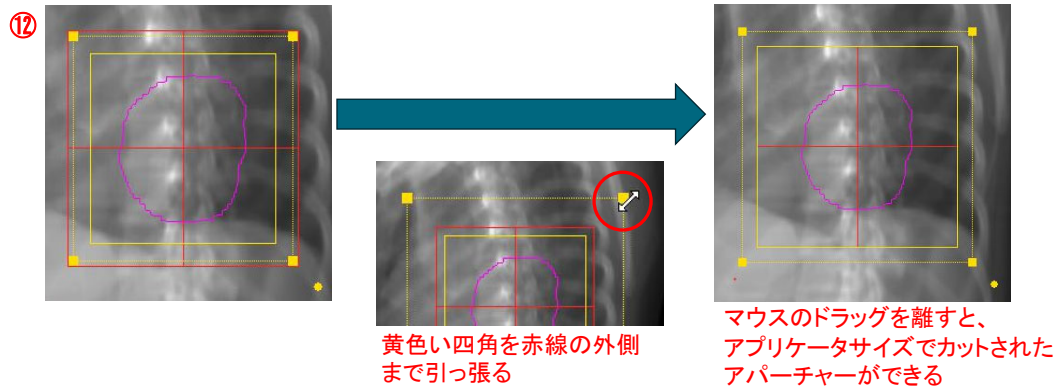 ⑫
黄色い四角を赤線の外側
まで引っ張る
マウスのドラッグを離すと、
アプリケータサイズでカットされた
アパーチャーができる